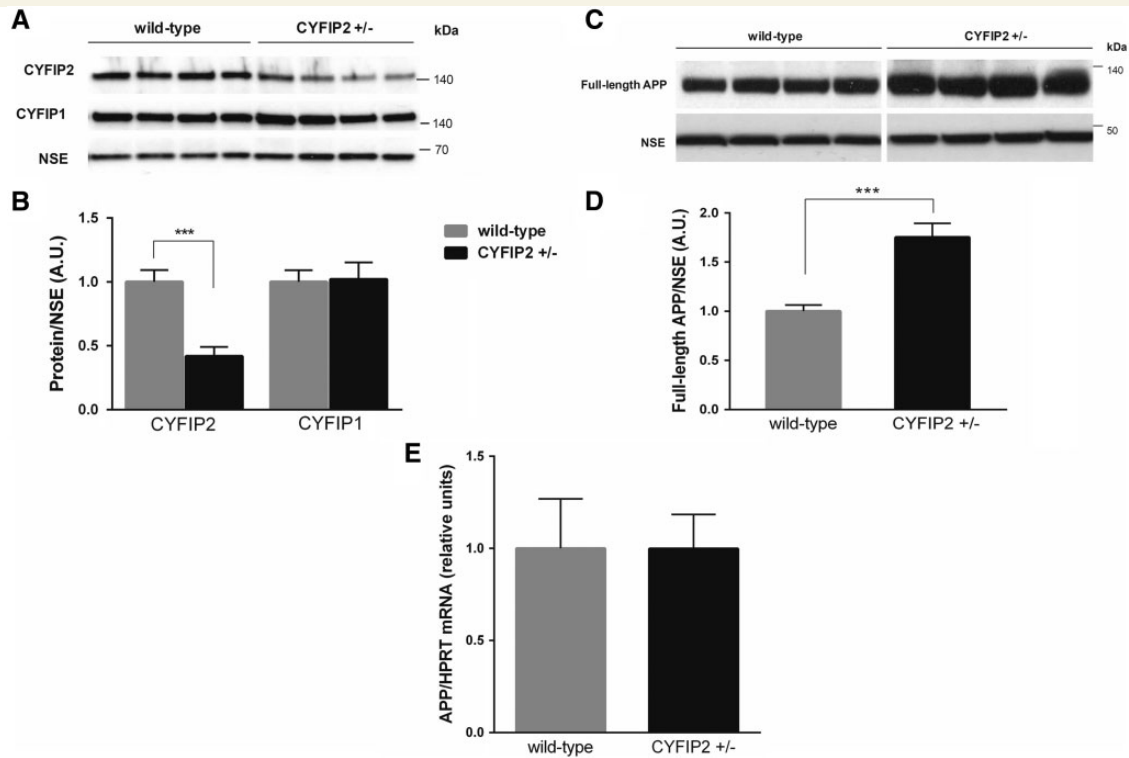 A
wild-type CYFIP2 +/- kDa
CYFIP2
140
CYFIP1
140
70
NSE
C
wild-type CYFIP2 +/- kDa
140
Full-length APP
50
NSE
B
Protein/NSE (A.U.)
1.5
1.0
0.5
0.0
***
CYFIP2 CYFIP1
wild-type
CYFIP2 +/-
D
Full-length APP/NSE (A.U.)
2.0
1.5
1.0
0.5
0.0
***
wild-type CYFIP2 +/-
E
APP/HPRT mRNA (relative units)
1.5
1.0
0.5
0.0
wild-type CYFIP2 +/-